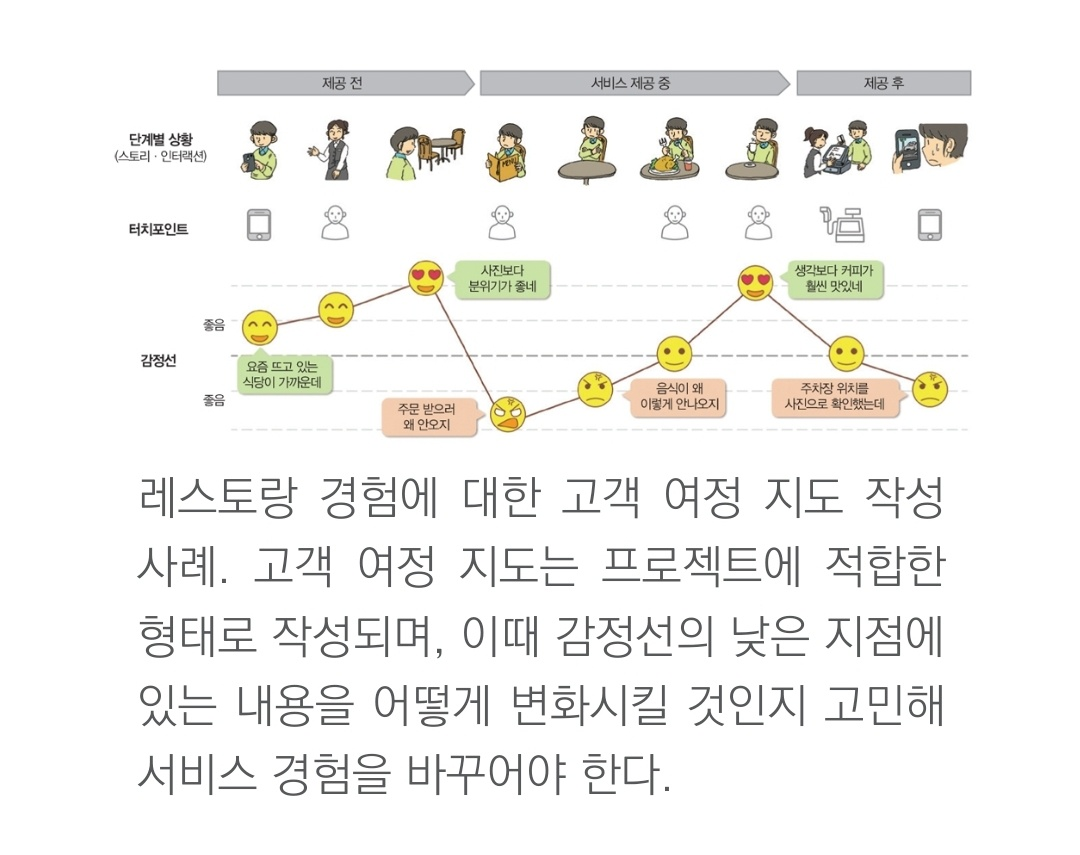 제공 전
서비스 제공 중
제공 후
단계별 상황
(스토리 · 인터랙션)
MENU
터치포인트
감정선
좋음
좋음
요즘 뜨고 있는
식당이 가까운데
사진보다
분위기가 좋네
주문 받으러
왜 안오지
음식이 왜
이렇게 안나오지
생각보다 커피가
훨씬 맛있네
주차장 위치를
사진으로 확인했는데
레스토랑 경험에 대한 고객 여정 지도 작성
사례. 고객 여정 지도는 프로젝트에 적합한
형태로 작성되며, 이때 감정선의 낮은 지점에
있는 내용을 어떻게 변화시킬 것인지 고민해
서비스 경험을 바꾸어야 한다.